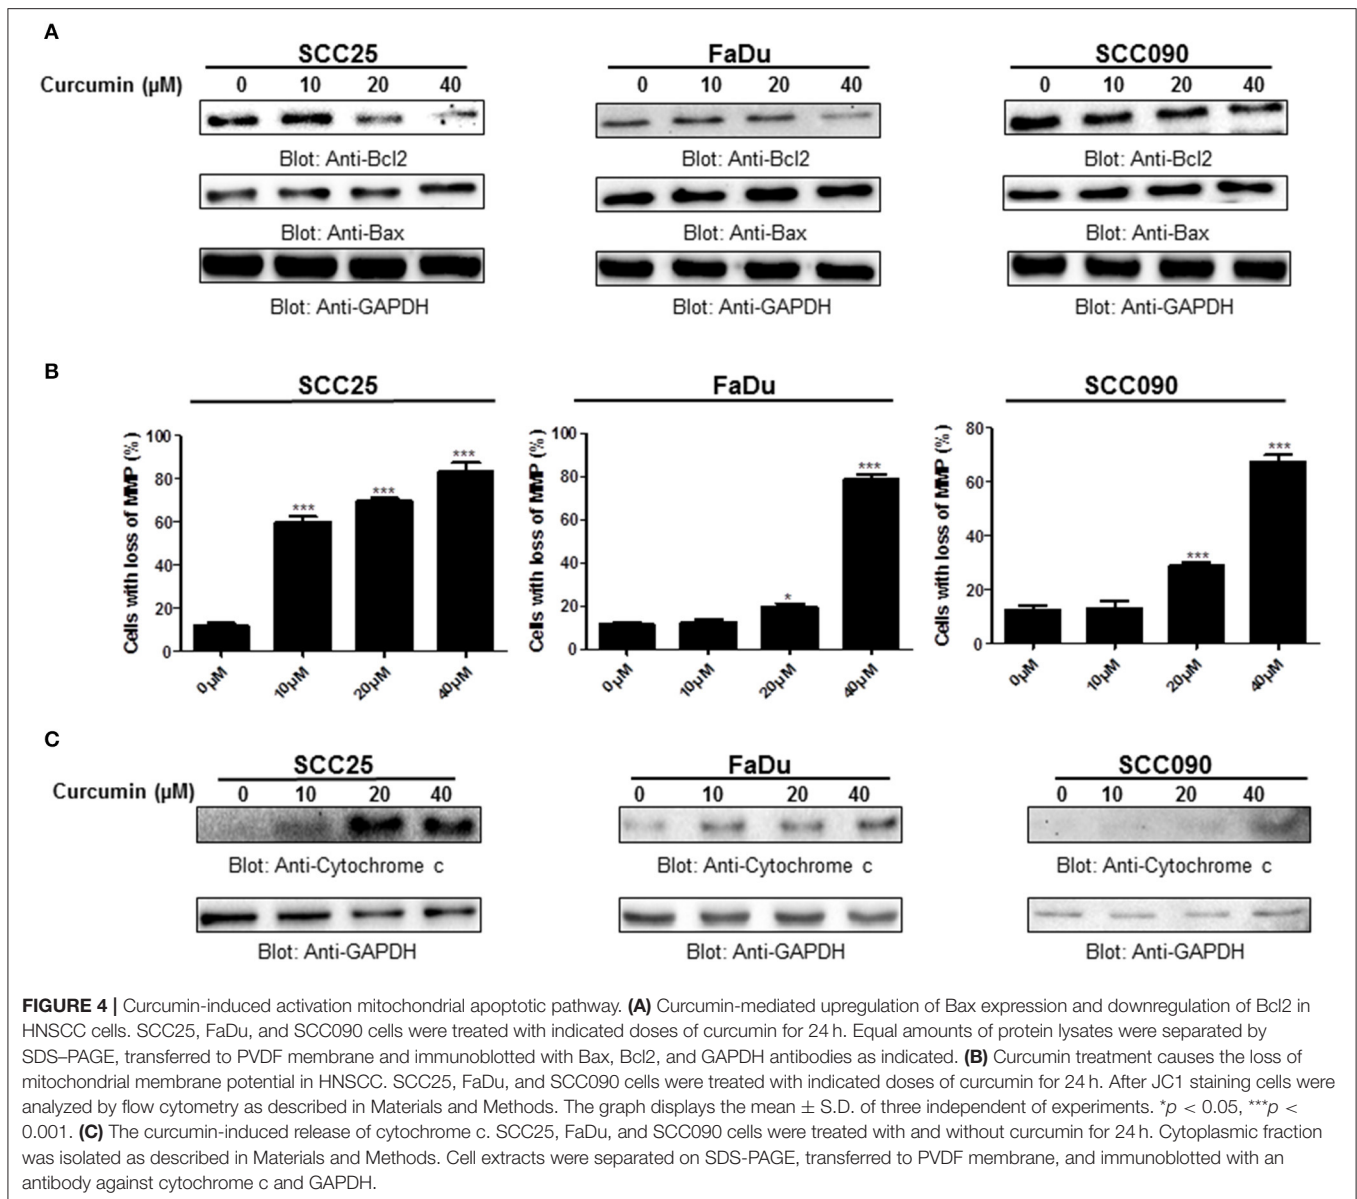 A
SCC25 FaDu SCC090
Curcumin (µM) 0 10 20 40 0 10 20 40 0 10 20 40
Blot: Anti-Bcl2 Blot: Anti-Bcl2 Blot: Anti-Bcl2
Blot: Anti-Bax Blot: Anti-Bax Blot: Anti-Bax
Blot: Anti-GAPDH Blot: Anti-GAPDH Blot: Anti-GAPDH
B
SCC25
Cells with loss of MMP (%)
100
80
60
40
20
0
***
***
***
0µM 10µM 20µM 40µM
FaDu
Cells with loss of MMP (%)
100
80
60
40
20
0
*
***
0µM 10µM 20µM 40µM
SCC090
Cells with loss of MMP (%)
80
60
40
20
0
***
***
0µM 10µM 20µM 40µM
C
SCC25 FaDu SCC090
Curcumin (µM) 0 10 20 40 0 10 20 40 0 10 20 40
Blot: Anti-Cytochrome c Blot: Anti-Cytochrome c Blot: Anti-Cytochrome c
Blot: Anti-GAPDH Blot: Anti-GAPDH Blot: Anti-GAPDH
FIGURE 4 | Curcumin-induced activation mitochondrial apoptotic pathway. (A) Curcumin-mediated upregulation of Bax expression and downregulation of Bcl2 in
HNSCC cells. SCC25, FaDu, and SCC090 cells were treated with indicated doses of curcumin for 24 h. Equal amounts of protein lysates were separated by
SDS–PAGE, transferred to PVDF membrane and immunoblotted with Bax, Bcl2, and GAPDH antibodies as indicated. (B) Curcumin treatment causes the loss of
mitochondrial membrane potential in HNSCC. SCC25, FaDu, and SCC090 cells were treated with indicated doses of curcumin for 24 h. After JC1 staining cells were
analyzed by flow cytometry as described in Materials and Methods. The graph displays the mean ± S.D. of three independent of experiments. *p < 0.05, ***p <
0.001. (C) The curcumin-induced release of cytochrome c. SCC25, FaDu, and SCC090 cells were treated with and without curcumin for 24 h. Cytoplasmic fraction
was isolated as described in Materials and Methods. Cell extracts were separated on SDS-PAGE, transferred to PVDF membrane, and immunoblotted with an
antibody against cytochrome c and GAPDH.